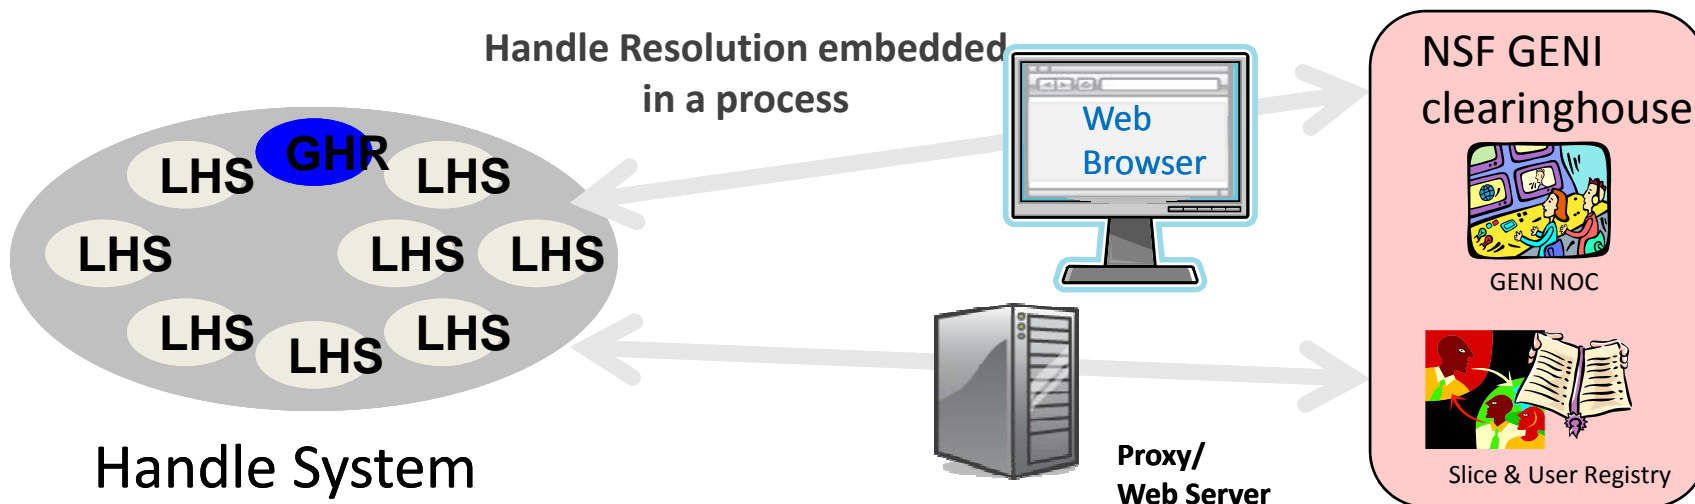 Handle Resolution embedded
in a process
GHR
LHS
LHS
LHS
LHS
LHS
LHS
LHS
LHS
Handle System
Web
Browser
Proxy/
Web Server
NSF GENI
clearinghouse
GENI NOC
Slice & User Registry